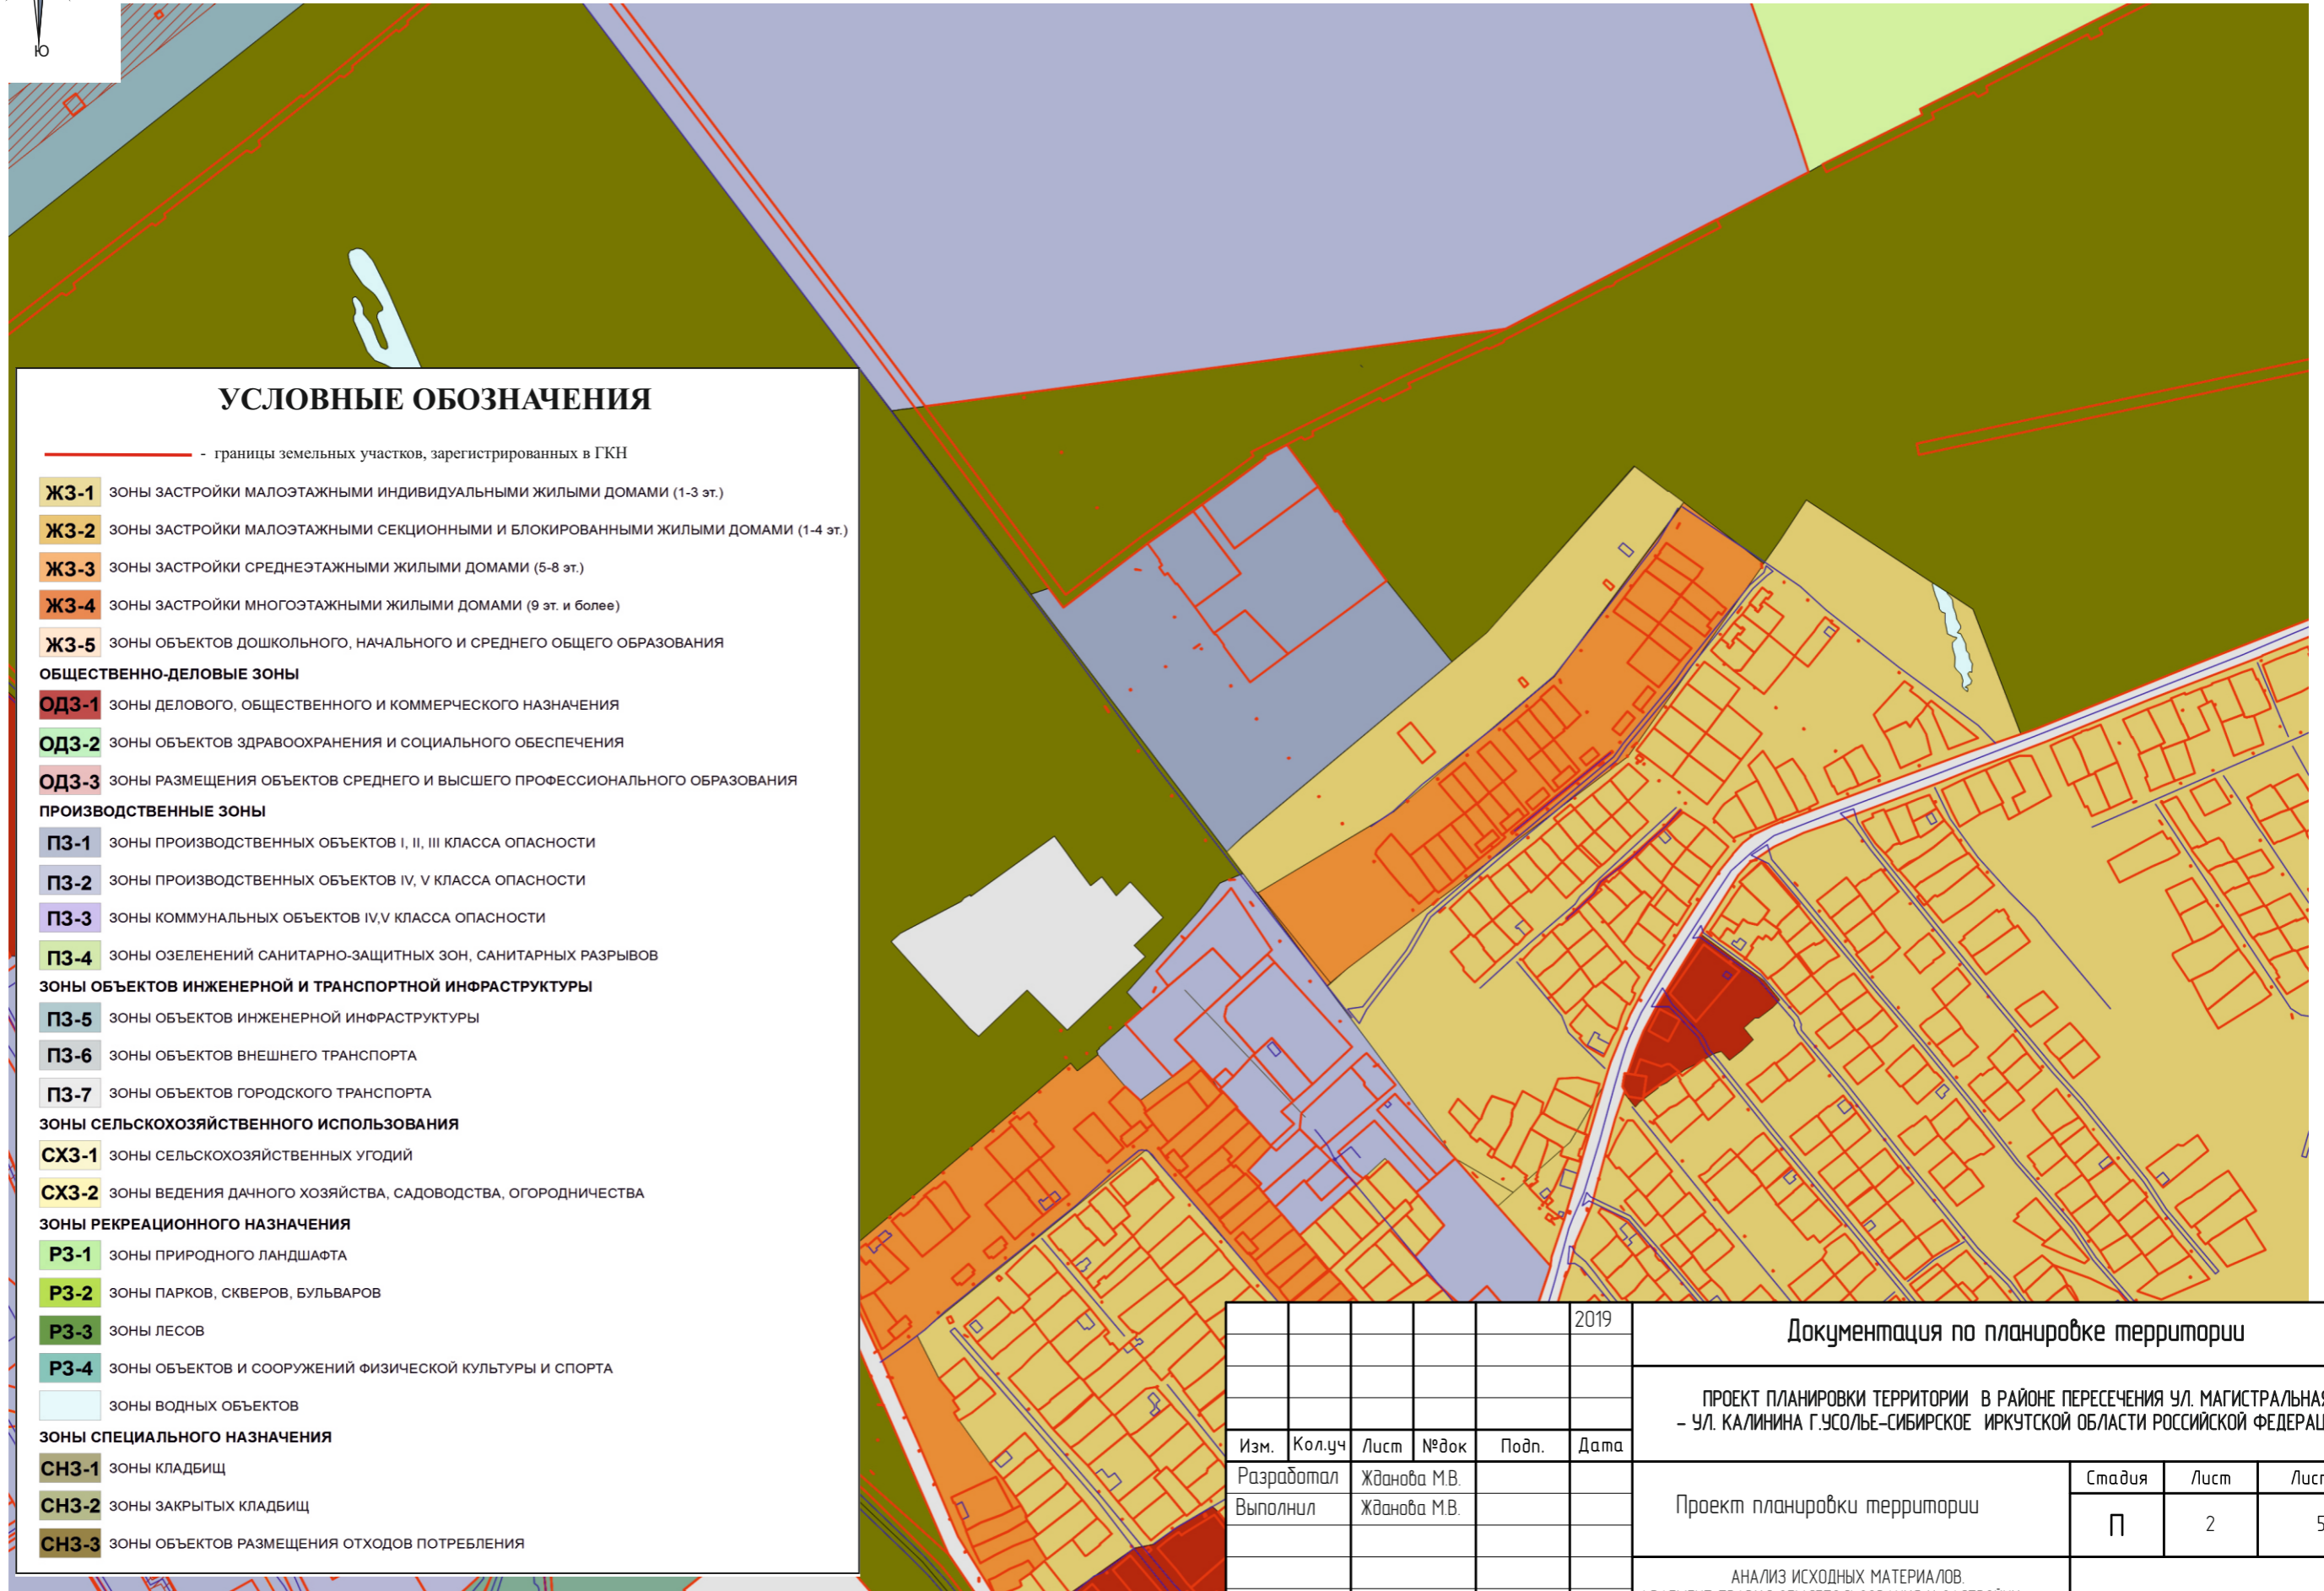 Ю
УСЛОВНЫЕ ОБОЗНАЧЕНИЯ
- границы земельных участков, зарегистрированных в ГКН
ЖЗ-1 ЗОНЫ ЗАСТРОЙКИ МАЛОЭТАЖНЫМИ ИНДИВИДУАЛЬНЫМИ ЖИЛЫМИ ДОМАМИ (1-3 эт.)
ЖЗ-2 ЗОНЫ ЗАСТРОЙКИ МАЛОЭТАЖНЫМИ СЕКЦИОННЫМИ И БЛОКИРОВАННЫМИ ЖИЛЫМИ ДОМАМИ (1-4 эт.)
ЖЗ-3 ЗОНЫ ЗАСТРОЙКИ СРЕДНЕЭТАЖНЫМИ ЖИЛЫМИ ДОМАМИ (5-8 эт.)
ЖЗ-4 ЗОНЫ ЗАСТРОЙКИ МНОГОЭТАЖНЫМИ ЖИЛЫМИ ДОМАМИ (9 эт. и более)
ЖЗ-5 ЗОНЫ ОБЪЕКТОВ ДОШКОЛЬНОГО, НАЧАЛЬНОГО И СРЕДНЕГО ОБЩЕГО ОБРАЗОВАНИЯ
ОБЩЕСТВЕННО-ДЕЛОВЫЕ ЗОНЫ
ОДЗ-1 ЗОНЫ ДЕЛОВОГО, ОБЩЕСТВЕННОГО И КОММЕРЧЕСКОГО НАЗНАЧЕНИЯ
ОДЗ-2 ЗОНЫ ОБЪЕКТОВ ЗДРАВООХРАНЕНИЯ И СОЦИАЛЬНОГО ОБЕСПЕЧЕНИЯ
ОДЗ-3 ЗОНЫ РАЗМЕЩЕНИЯ ОБЪЕКТОВ СРЕДНЕГО И ВЫСШЕГО ПРОФЕССИОНАЛЬНОГО ОБРАЗОВАНИЯ
ПРОИЗВОДСТВЕННЫЕ ЗОНЫ
ПЗ-1 ЗОНЫ ПРОИЗВОДСТВЕННЫХ ОБЪЕКТОВ I, II, III КЛАССА ОПАСНОСТИ
ПЗ-2 ЗОНЫ ПРОИЗВОДСТВЕННЫХ ОБЪЕКТОВ IV, V КЛАССА ОПАСНОСТИ
ПЗ-3 ЗОНЫ КОММУНАЛЬНЫХ ОБЪЕКТОВ IV,V КЛАССА ОПАСНОСТИ
ПЗ-4 ЗОНЫ ОЗЕЛЕНЕНИЙ САНИТАРНО-ЗАЩИТНЫХ ЗОН, САНИТАРНЫХ РАЗРЫВОВ
ЗОНЫ ОБЪЕКТОВ ИНЖЕНЕРНОЙ И ТРАНСПОРТНОЙ ИНФРАСТРУКТУРЫ
ПЗ-5 ЗОНЫ ОБЪЕКТОВ ИНЖЕНЕРНОЙ ИНФРАСТРУКТУРЫ
ПЗ-6 ЗОНЫ ОБЪЕКТОВ ВНЕШНЕГО ТРАНСПОРТА
ПЗ-7 ЗОНЫ ОБЪЕКТОВ ГОРОДСКОГО ТРАНСПОРТА
ЗОНЫ СЕЛЬСКОХОЗЯЙСТВЕННОГО ИСПОЛЬЗОВАНИЯ
СХЗ-1 ЗОНЫ СЕЛЬСКОХОЗЯЙСТВЕННЫХ УГОДИЙ
СХЗ-2 ЗОНЫ ВЕДЕНИЯ ДАЧНОГО ХОЗЯЙСТВА, САДОВОДСТВА, ОГОРОДНИЧЕСТВА
ЗОНЫ РЕКРЕАЦИОННОГО НАЗНАЧЕНИЯ
РЗ-1 ЗОНЫ ПРИРОДНОГО ЛАНДШАФТА
РЗ-2 ЗОНЫ ПАРКОВ, СКВЕРОВ, БУЛЬВАРОВ
РЗ-3 ЗОНЫ ЛЕСОВ
РЗ-4 ЗОНЫ ОБЪЕКТОВ И СООРУЖЕНИЙ ФИЗИЧЕСКОЙ КУЛЬТУРЫ И СПОРТА
ЗОНЫ ВОДНЫХ ОБЪЕКТОВ
ЗОНЫ СПЕЦИАЛЬНОГО НАЗНАЧЕНИЯ
СНЗ-1 ЗОНЫ КЛАДБИЩ
СНЗ-2 ЗОНЫ ЗАКРЫТЫХ КЛАДБИЩ
СНЗ-3 ЗОНЫ ОБЪЕКТОВ РАЗМЕЩЕНИЯ ОТХОДОВ ПОТРЕБЛЕНИЯ
2019
Документация по планировке территории
ПРОЕКТ ПЛАНИРОВКИ ТЕРРИТОРИИ В РАЙОНЕ ПЕРЕСЕЧЕНИЯ УЛ. МАГИСТРАЛЬНАЯ
– УЛ. КАЛИНИНА Г.УСОЛЬЕ-СИБИРСКОЕ ИРКУТСКОЙ ОБЛАСТИ РОССИЙСКОЙ ФЕДЕРАЦ
Изм. Кол.уч Лист №док Подп. Дата
Разработал Жданова М.В.
Выполнил Жданова М.В.
Проект планировки территории
Стадия Лист Лис
П 2 5
АНАЛИЗ ИСХОДНЫХ МАТЕРИАЛОВ.